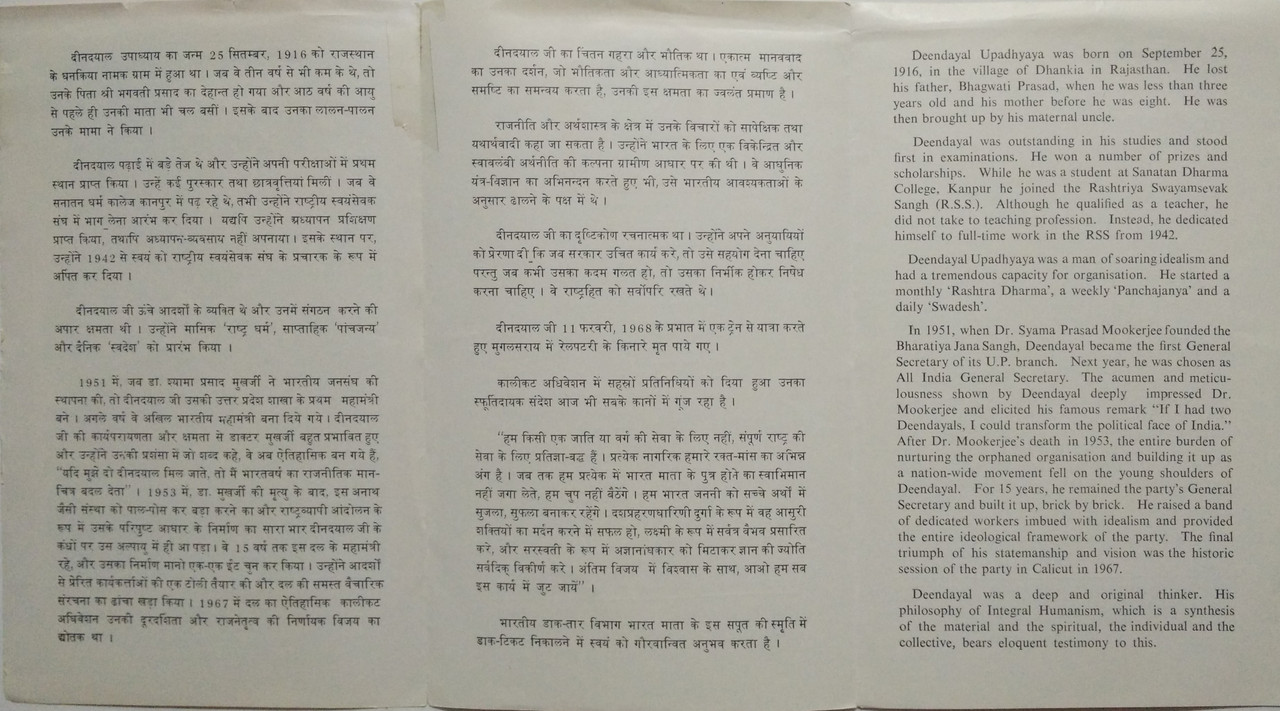 दीनदयाल उपाध्याय का जन्म 25 सितम्बर, 1916 को राजस्थान
के धनकिया नामक ग्राम में हुआ था । जब वे तीन वर्ष से भी कम के थे, तो
उनके पिता श्री भगवती प्रसाद का देहान्त हो गया और आठ वर्ष की आयु
से पहले ही उनकी माता भी चल बसीं । इसके बाद उनका लालन-पालन
उनके मामा ने किया ।
दीनदयाल पढ़ाई में बड़े तेज थे और उन्होंने अपनी परीक्षाओं में प्रथम
स्थान प्राप्त किया । उन्हें कई पुरस्कार तथा छात्रवृत्तियां मिलीं । जब वे
सनातन धर्म कालेज कानपुर में पढ़ रहे थे, तभी उन्होंने राष्ट्रीय स्वयंसेवक
संघ में भाग लेना आरंभ कर दिया । यद्यपि उन्होंने अध्यापन प्रशिक्षण
प्राप्त किया, तथापि अध्यापन-व्यवसाय नहीं अपनाया । इसके स्थान पर,
उन्होंने 1942 से स्वयं को राष्ट्रीय स्वयंसेवक संघ के प्रचारक के रूप में
अर्पित कर दिया ।
दीनदयाल जी ऊंचे आदर्शों के व्यक्ति थे और उनमें संगठन करने की
अपार क्षमता थी । उन्होंने मासिक ‘राष्ट्र धर्म’, साप्ताहिक ‘पांचजन्य’
और दैनिक ‘स्वदेश’ को प्रारंभ किया ।
1951 में, जब डा. श्यामा प्रसाद मुखर्जी ने भारतीय जनसंघ की
स्थापना की, तो दीनदयाल जी उसकी उत्तर प्रदेश शाखा के प्रथम महामंत्री
बने । अगले वर्ष वे अखिल भारतीय महामंत्री बना दिये गये । दीनदयाल
जी की कार्यपरायणता और क्षमता से डाक्टर मुखर्जी बहुत प्रभावित हुए
और उन्होंने उनकी प्रशंसा में जो शब्द कहे, वे अब ऐतिहासिक बन गये हैं,
“यदि मुझे दो दीनदयाल मिल जाते, तो मैं भारतवर्ष का राजनीतिक मान-
चित्र बदल देता” । 1953 में, डा. मुखर्जी की मृत्यु के बाद, इस अनाथ
जैसी संस्था को पाल-पोस कर बड़ा करने का और राष्ट्रव्यापी आंदोलन के
रूप में उसके परिपुष्ट आधार के निर्माण का सारा भार दीनदयाल जी के
कंधों पर उस अल्पायु में ही आ पड़ा । वे 15 वर्ष तक इस दल के महामंत्री
रहे, और उसका निर्माण मानो एक-एक ईंट चुन कर किया । उन्होंने आदर्शों
से प्रेरित कार्यकर्त्ताओं की एक टोली तैयार की और दल की समस्त वैचारिक
संरचना का ढांचा खड़ा किया । 1967 में दल का ऐतिहासिक कालीकट
अधिवेशन उनकी दूरदर्शिता और राजनेतृत्व की निर्णायक विजय का
द्योतक था ।
दीनदयाल जी का चिंतन गहरा और भौतिक था । एकात्म मानववाद
का उनका दर्शन, जो भौतिकता और आध्यात्मिकता का एवं व्यष्टि और
समष्टि का समन्वय करता है, उनकी इस क्षमता का ज्वलंत प्रमाण है ।
राजनीति और अर्थशास्त्र के क्षेत्र में उनके विचारों को सापेक्षिक तथा
यथार्थवादी कहा जा सकता है । उन्होंने भारत के लिए एक विकेन्द्रित और
स्वावलंबी अर्थनीति की कल्पना ग्रामीण आधार पर की थी । वे आधुनिक
यंत्र-विज्ञान का अभिनन्दन करते हुए भी, उसे भारतीय आवश्यकताओं के
अनुसार ढालने के पक्ष में थे ।
दीनदयाल जी का दृष्टिकोण रचनात्मक था । उन्होंने अपने अनुयायियों
को प्रेरणा दी कि जब सरकार उचित कार्य करे, तो उसे सहयोग देना चाहिए
परन्तु जब कभी उसका कदम गलत हो, तो उसका निर्भीक होकर निषेध
करना चाहिए । वे राष्ट्रहित को सर्वोपरि रखते थे ।
दीनदयाल जी 11 फरवरी, 1968 के प्रभात में एक ट्रेन से यात्रा करते
हुए मुगलसराय में रेलपटरी के किनारे मृत पाये गए ।
कालीकट अधिवेशन में सहस्रों प्रतिनिधियों को दिया हुआ उनका
स्फूर्तिदायक संदेश आज भी सबके कानों में गूंज रहा है ।
“हम किसी एक जाति या वर्ग की सेवा के लिए नहीं, संपूर्ण राष्ट्र की
सेवा के लिए प्रतिज्ञा-बद्ध हैं । प्रत्येक नागरिक हमारे रक्त-मांस का अभिन्न
अंग है । जब तक हम प्रत्येक में भारत माता के पुत्र होने का स्वाभिमान
नहीं जगा लेते, हम चुप नहीं बैठेंगे । हम भारत जननी को सच्चे अर्थों में
सुजला, सुफला बनाकर रहेंगे । दशप्रहरणधारिणी दुर्गा के रूप में वह आसुरी
शक्तियों का मर्दन करने में सफल हो, लक्ष्मी के रूप में सर्वत्र वैभव प्रसारित
करे, और सरस्वती के रूप में अज्ञानांधकार को मिटाकर ज्ञान की ज्योति
सर्वदिक् विकीर्ण करे । अंतिम विजय में विश्वास के साथ, आओ हम सब
इस कार्य में जुट जायें” ।
भारतीय डाक-तार विभाग भारत माता के इस सपूत की स्मृति में
डाक-टिकट निकालने में स्वयं को गौरवान्वित अनुभव करता है ।
Deendayal Upadhyaya was born on September 25,
1916, in the village of Dhankia in Rajasthan. He lost
his father, Bhagwati Prasad, when he was less than three
years old and his mother before he was eight. He was
then brought up by his maternal uncle.
Deendayal was outstanding in his studies and stood
first in examinations. He won a number of prizes and
scholarships. While he was a student at Sanatan Dharma
College, Kanpur he joined the Rashtriya Swayamsevak
Sangh (R.S.S.). Although he qualified as a teacher, he
did not take to teaching profession. Instead, he dedicated
himself to full-time work in the RSS from 1942.
Deendayal Upadhyaya was a man of soaring idealism and
had a tremendous capacity for organisation. He started a
monthly ‘Rashtra Dharma’, a weekly ‘Panchajanya’ and a
daily ‘Swadesh’.
In 1951, when Dr. Syama Prasad Mookerjee founded the
Bharatiya Jana Sangh, Deendayal became the first General
Secretary of its U.P. branch. Next year, he was chosen as
All India General Secretary. The acumen and meticu-
lousness shown by Deendayal deeply impressed Dr.
Mookerjee and elicited his famous remark “If I had two
Deendayals, I could transform the political face of India.”
After Dr. Mookerjee's death in 1953, the entire burden of
nurturing the orphaned organisation and building it up as
a nation-wide movement fell on the young shoulders of
Deendayal. For 15 years, he remained the party's General
Secretary and built it up, brick by brick. He raised a band
of dedicated workers imbued with idealism and provided
the entire ideological framework of the party. The final
triumph of his statemanship and vision was the historic
session of the party in Calicut in 1967.
Deendayal was a deep and original thinker. His
philosophy of Integral Humanism, which is a synthesis
of the material and the spiritual, the individual and the
collective, bears eloquent testimony to this.